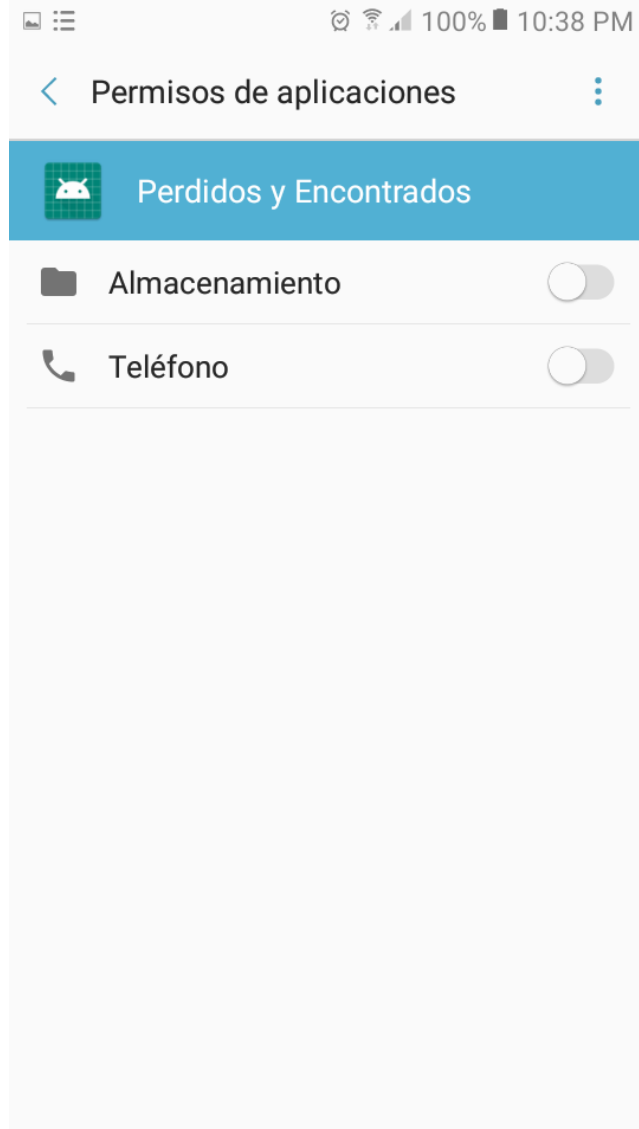 100% 10:38 PM
Permisos de aplicaciones
Perdidos y Encontrados
Almacenamiento
Teléfono